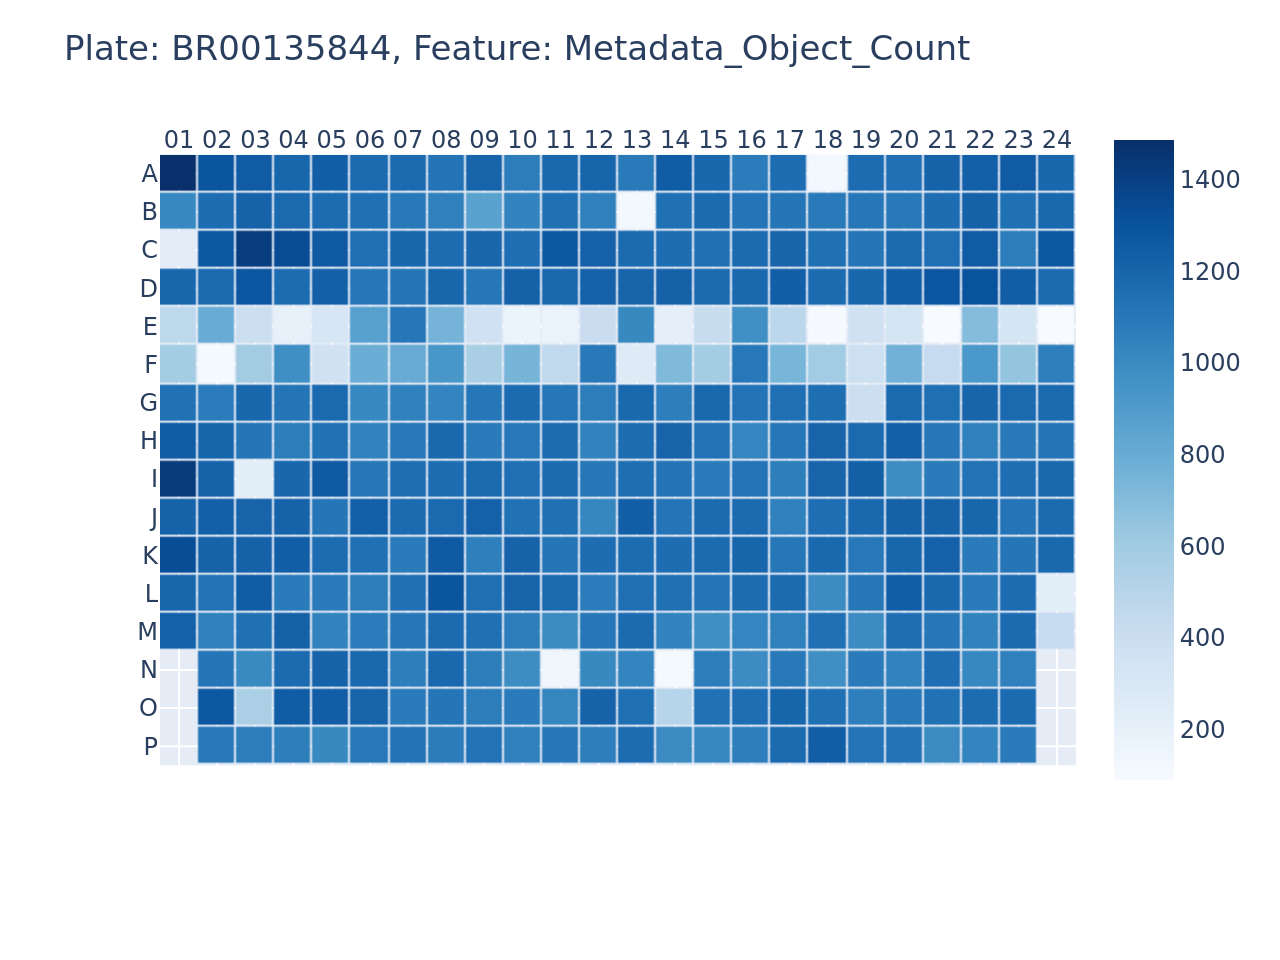 Plate: BR00135844, Feature: Metadata_Object_Count
01 02 03 04 05 06 07 08 09 10 11 12 13 14 15 16 17 18 19 20 21 22 23 24
A
B
C
D
E
F
G
H
I
J
K
L
M
N
O
P
1400
1200
1000
800
600
400
200